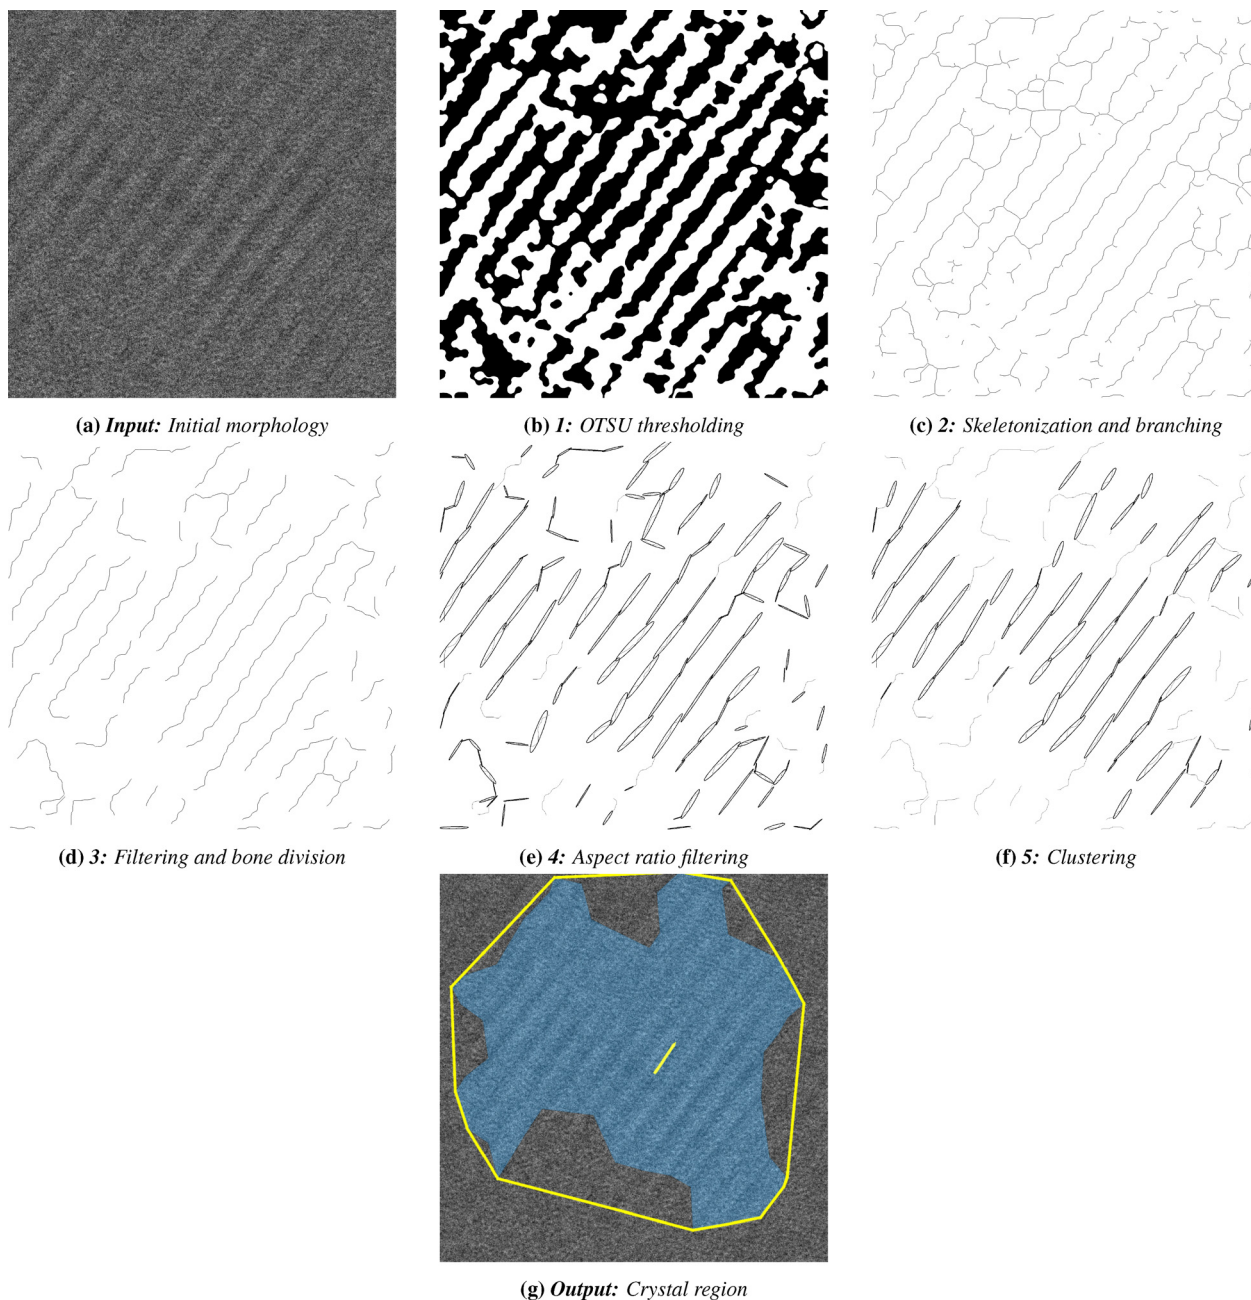 (a) Input: Initial morphology
(b) 1: OTSU thresholding
(c) 2: Skeletonization and branching
(d) 3: Filtering and bone division
(e) 4: Aspect ratio filtering
(f) 5: Clustering
(g) Output: Crystal region